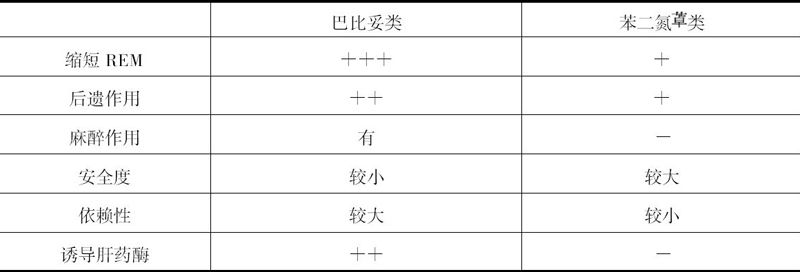 巴比妥类 苯二氮䓬类
缩短 REM +++ +
后遗作用 ++ +
麻醉作用 有 −
安全度 较小 较大
依赖性 较大 较小
诱导肝药酶 ++ −